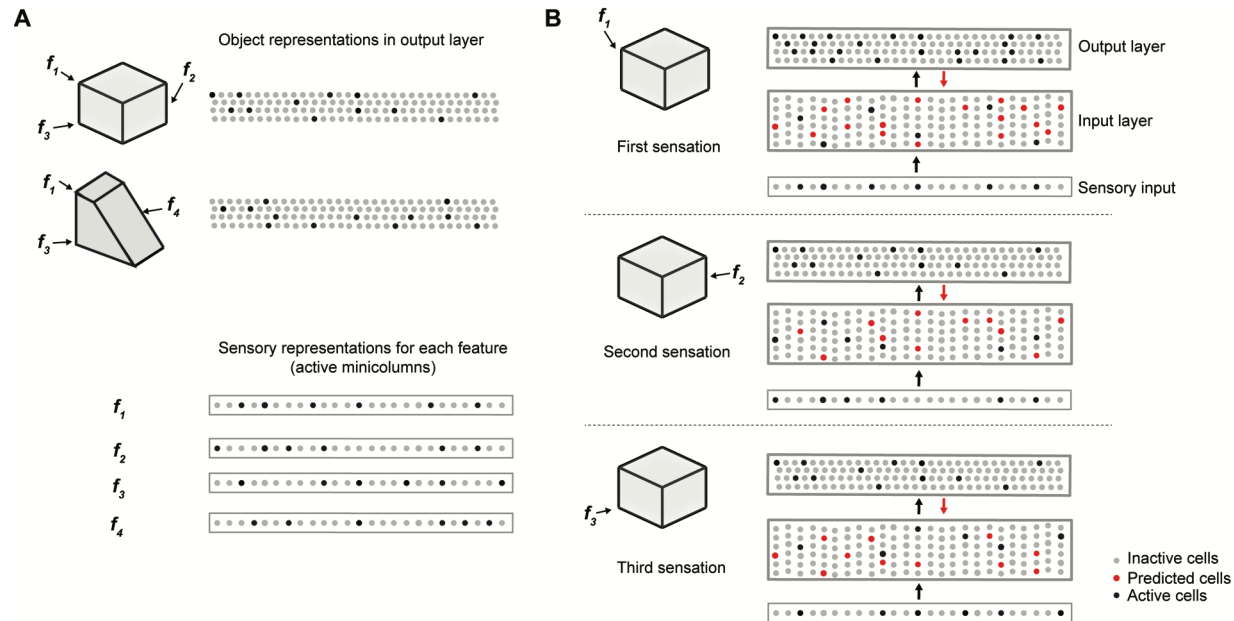 A
Object representations in output layer
f1
f2
f3
f1
f4
f3
Sensory representations for each feature
(active minicolumns)
f1
f2
f3
f4
B
f1
First sensation
Output layer
Input layer
Sensory input
f2
Second sensation
f3
Third sensation
Inactive cells
Predicted cells
Active cells